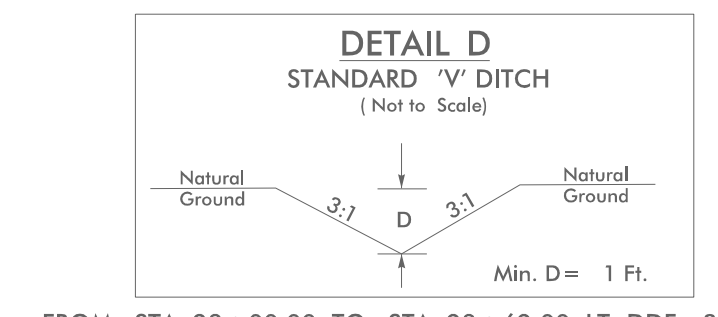 DETAIL D
STANDARD 'V' DITCH
( Not to Scale)
Natural
Ground
Natural
Ground
3:1
D
3:1
Min. D = 1 Ft.